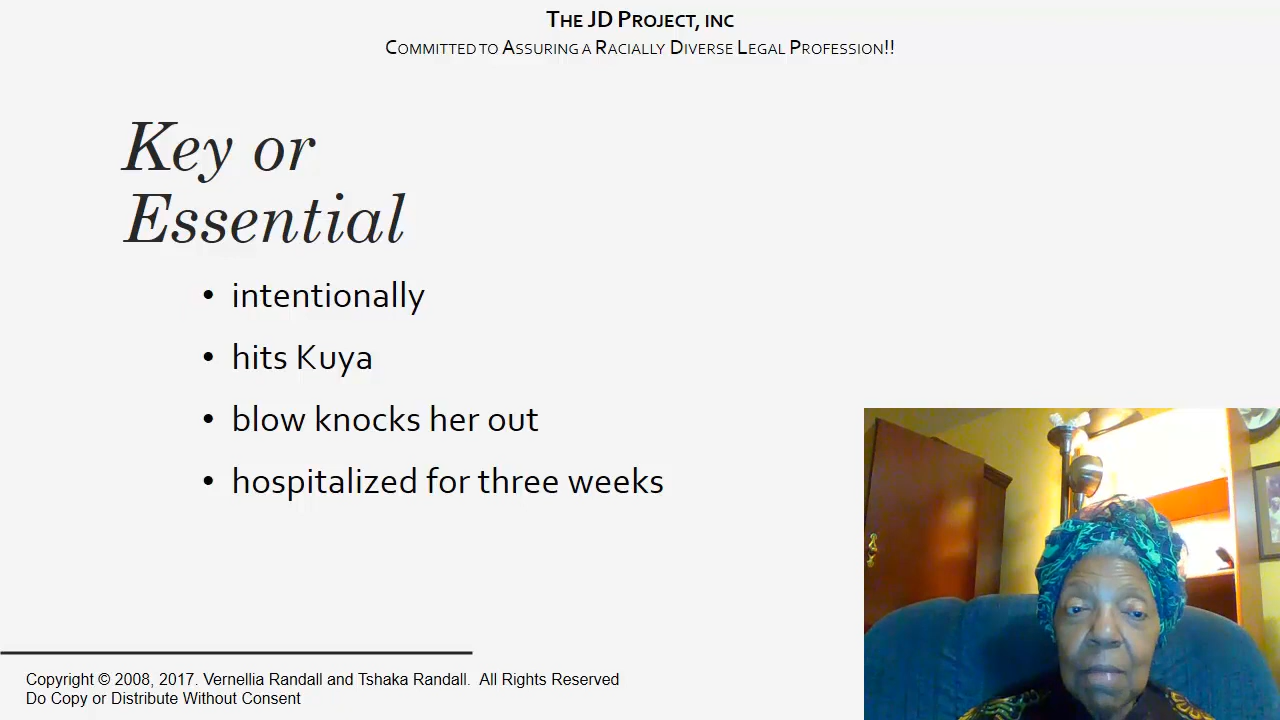 THE JD PROJECT, INC
COMMITTED TO ASSURING A RACIALLY DIVERSE LEGAL PROFESSION!!
Key or
Essential
• intentionally
• hits Kuya
• blow knocks her out
• hospitalized for three weeks
Copyright © 2008, 2017. Vernellia Randall and Tshaka Randall.  All Rights Reserved
Do Copy or Distribute Without Consent